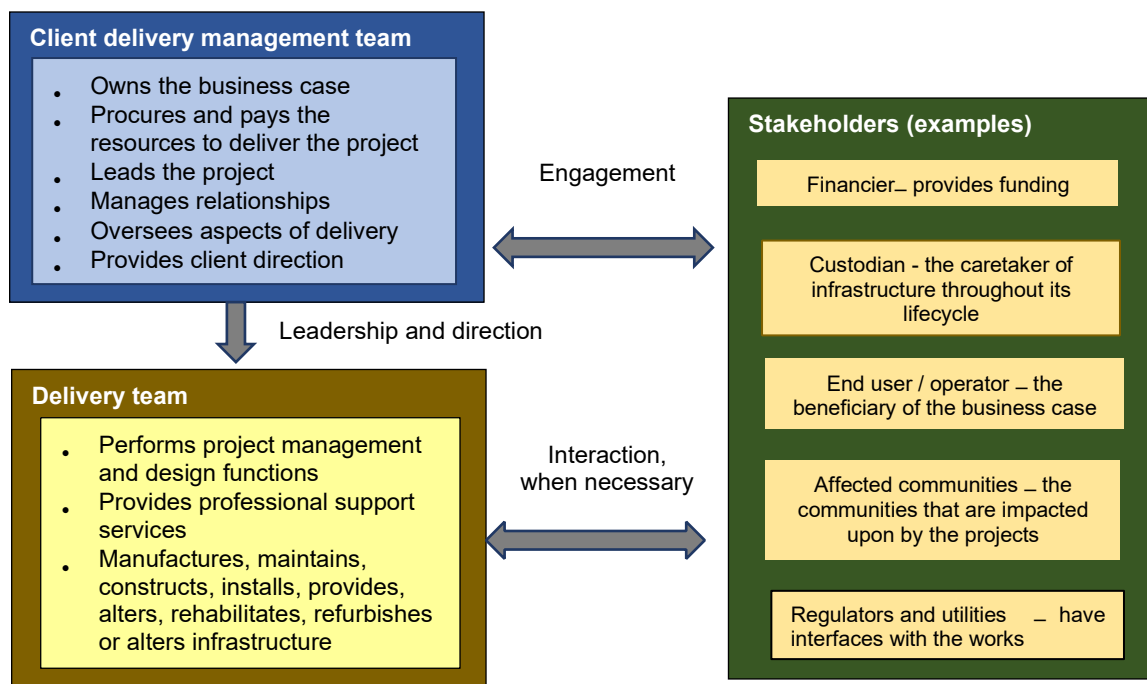 Client delivery management team
• Owns the business case
• Procures and pays the
resources to deliver the project
• Leads the project
• Manages relationships
• Oversees aspects of delivery
• Provides client direction
Leadership and direction
Delivery team
• Performs project management
and design functions
• Provides professional support
services
• Manufactures, maintains,
constructs, installs, provides,
alters, rehabilitates, refurbishes
or alters infrastructure
Engagement
Interaction,
when necessary
Stakeholders (examples)
Financier – provides funding
Custodian - the caretaker of
infrastructure throughout its
lifecycle
End user / operator – the
beneficiary of the business case
Affected communities – the
communities that are impacted
upon by the projects
Regulators and utilities – have
interfaces with the works